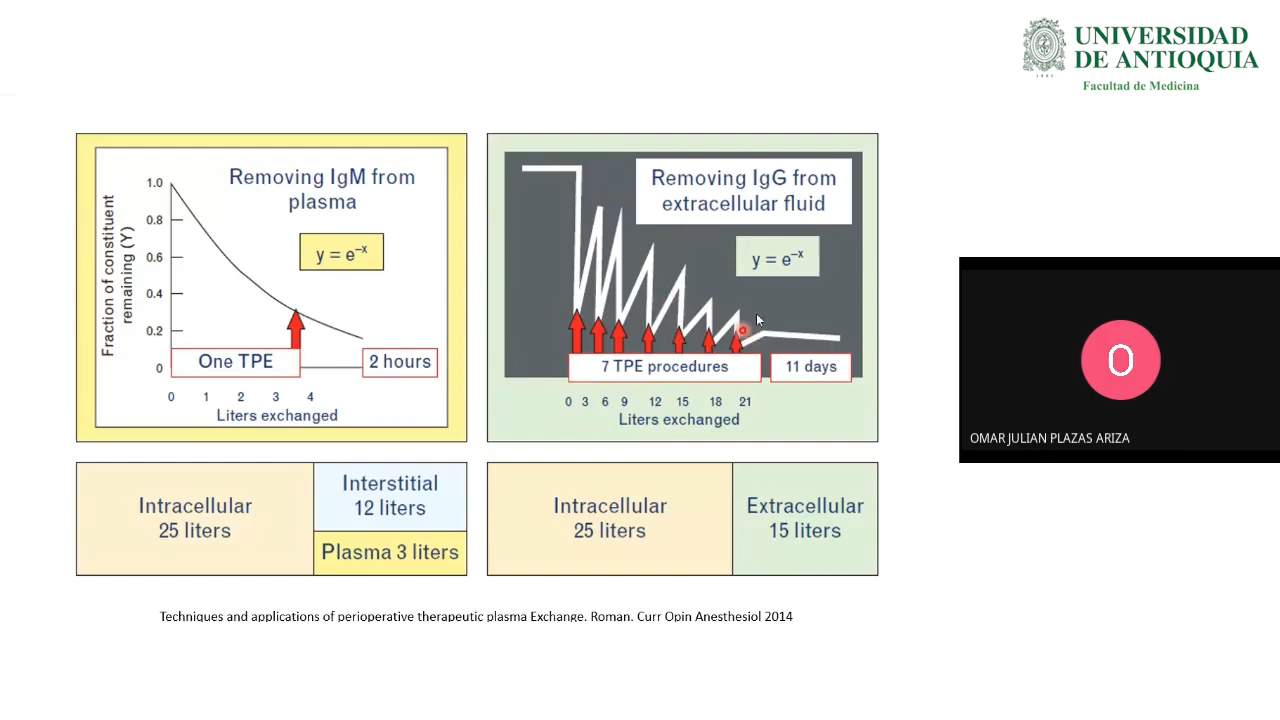 UNIVERSIDAD
DE ANTIOQUIA
1803
Facultad de Medicina
Removing IgM from
plasma
y = e⁻ˣ
Fraction of constituent
remaining (Y)
1.0
0.8
0.6
0.4
0.2
0
One TPE
2 hours
0 1 2 3 4
Liters exchanged
Removing IgG from
extracellular fluid
y = e⁻ˣ
7 TPE procedures
11 days
0 3 6 9 12 15 18 21
Liters exchanged
Intracellular
25 liters
Interstitial
12 liters
Plasma 3 liters
Intracellular
25 liters
Extracellular
15 liters
Techniques and applications of perioperative therapeutic plasma Exchange. Roman. Curr Opin Anesthesiol 2014
O
OMAR JULIAN PLAZAS ARIZA